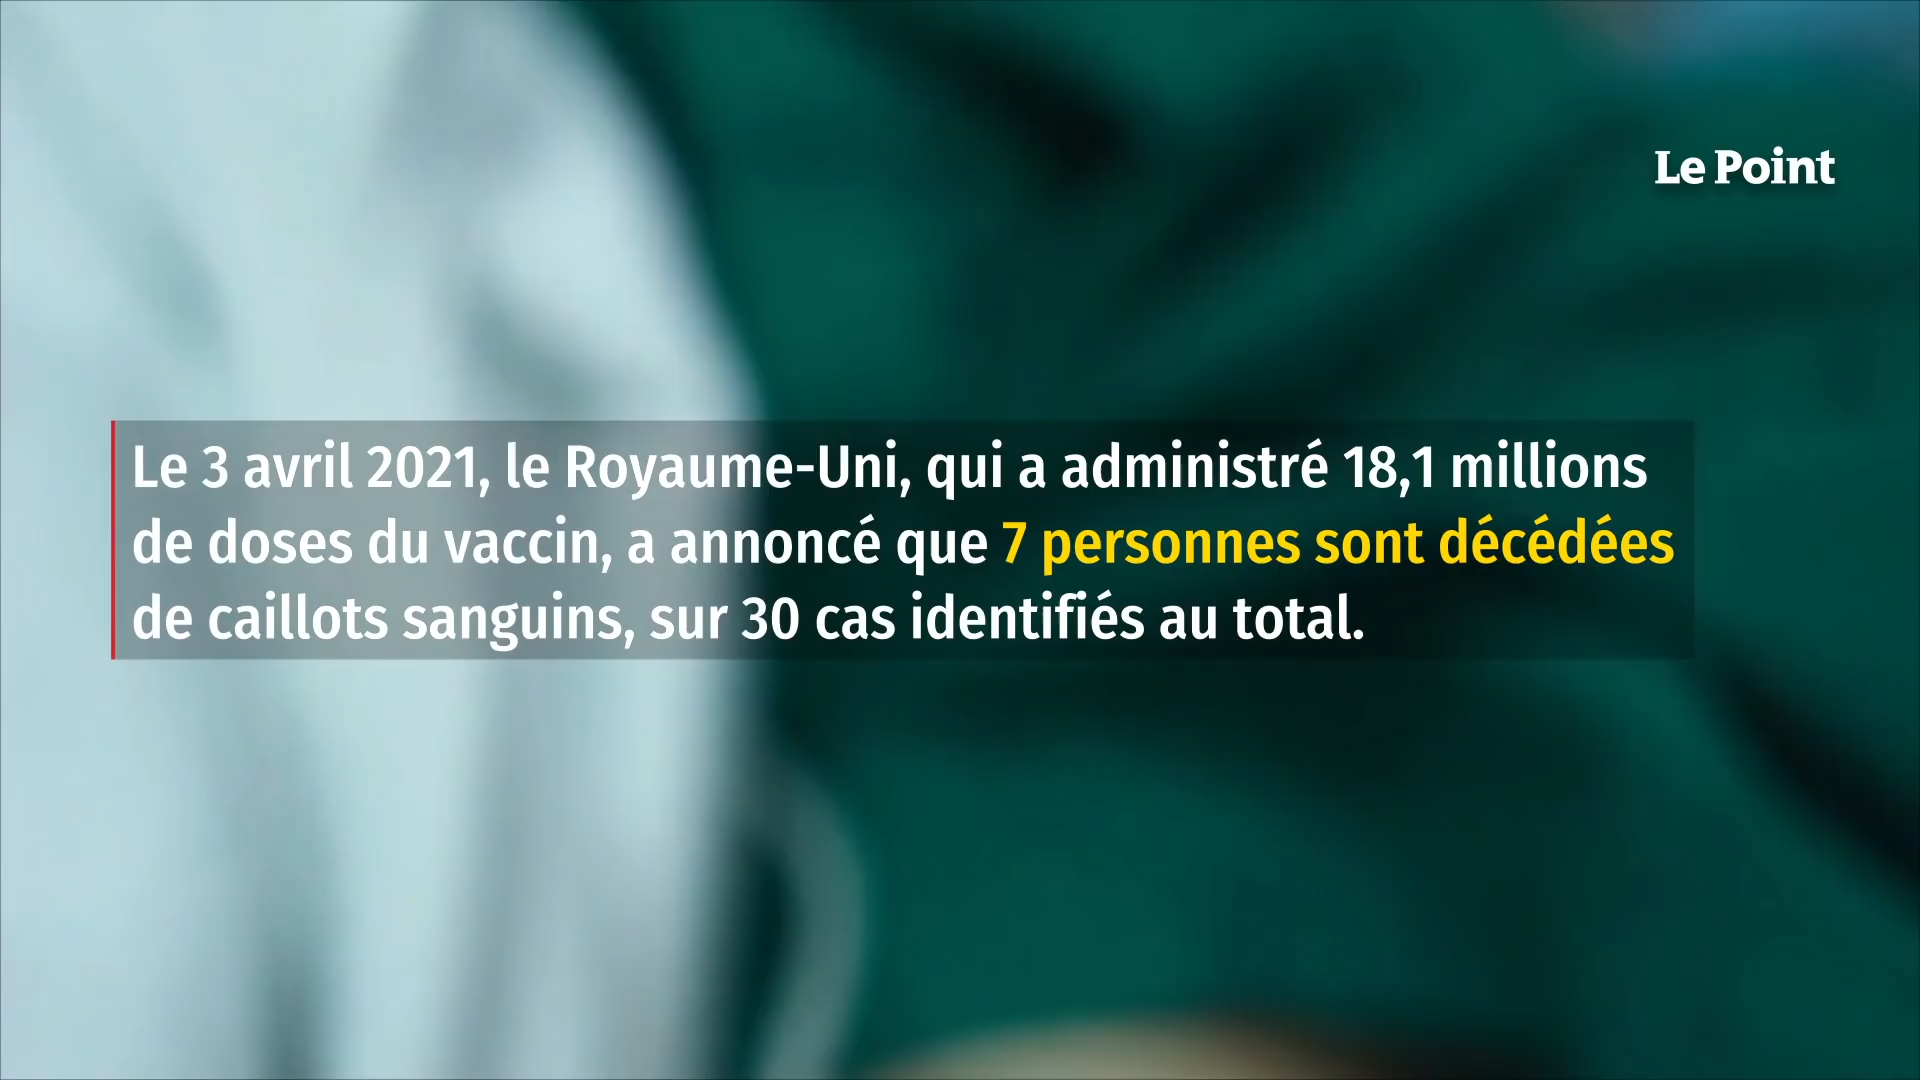 Le Point
Le 3 avril 2021, le Royaume-Uni, qui a administré 18,1 millions
de doses du vaccin, a annoncé que 7 personnes sont décédées
de caillots sanguins, sur 30 cas identifiés au total.